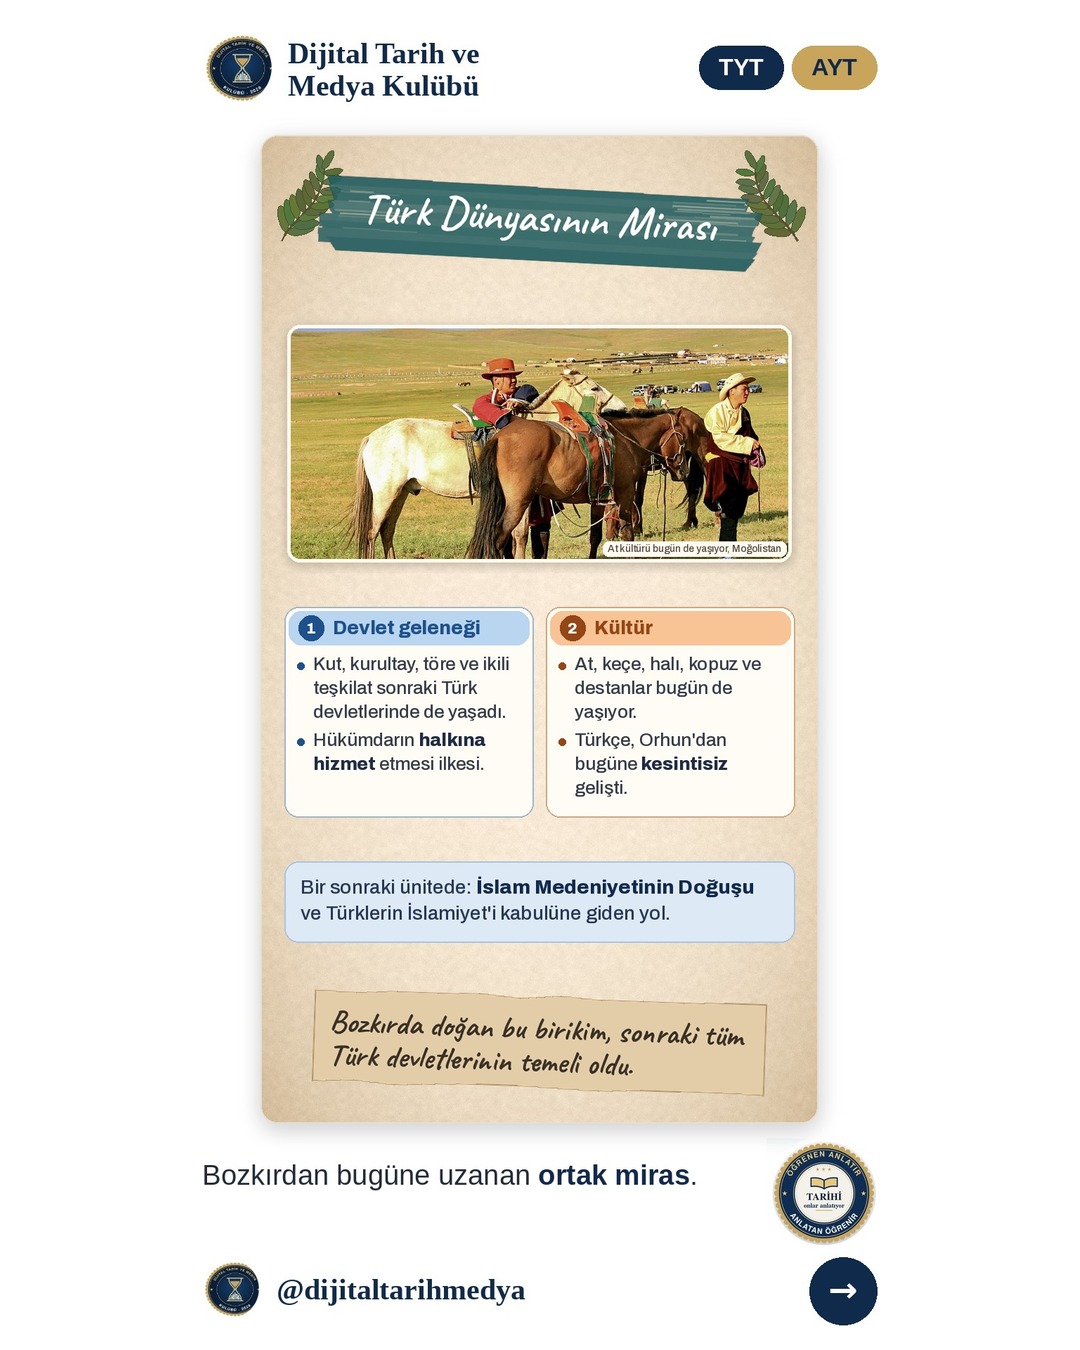 Dijital Tarih ve
Medya Kulübü
TYT
AYT
Türk Dünyasının Mirası
At kültürü bugün de yaşıyor, Moğolistan
1 Devlet geleneği
Kut, kurultay, töre ve ikili
teşkilat sonraki Türk
devletlerinde de yaşadı.
Hükümdarın halkına
hizmet etmesi ilkesi.
2 Kültür
At, keçe, halı, kopuz ve
destanlar bugün de
yaşıyor.
Türkçe, Orhun'dan
bugüne kesintisiz
gelişti.
Bir sonraki ünitede: İslam Medeniyetinin Doğuşu
ve Türklerin İslamiyet'i kabulüne giden yol.
Bozkırda doğan bu birikim, sonraki tüm
Türk devletlerinin temeli oldu.
Bozkırdan bugüne uzanan ortak miras.
ÖĞRENEN ANLATIR
TARİHİ
onlar anlatıyor
ANLATAN ÖĞRENİR
@dijitaltarihmedya
→